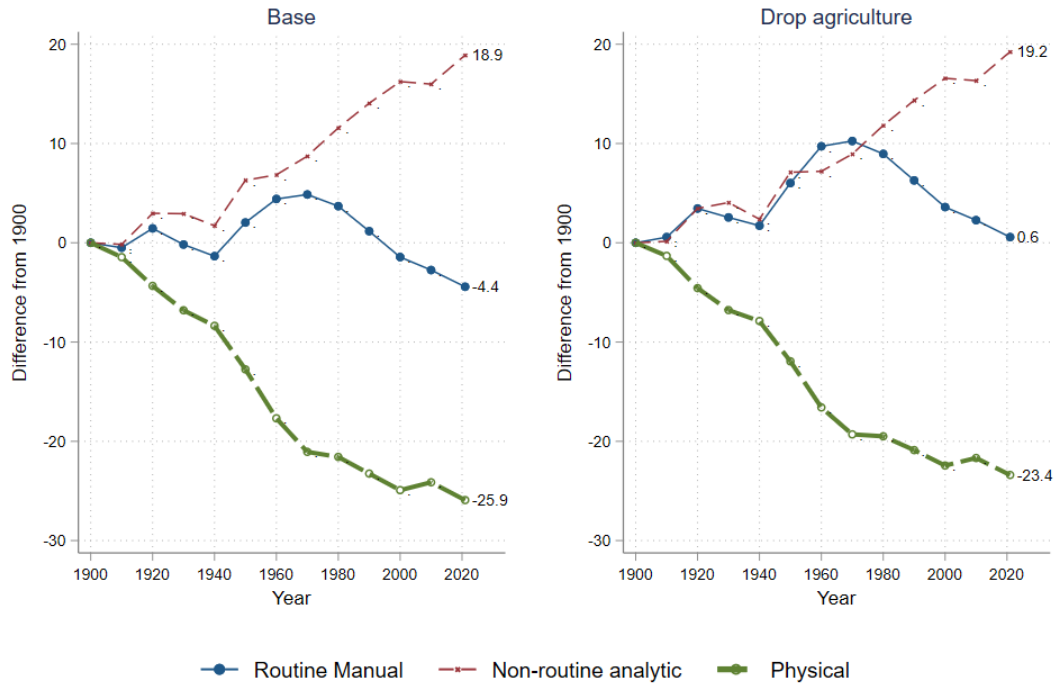 Base
Drop agriculture
Difference from 1900
20
10
0
-10
-20
-30
18.9
-4.4
-25.9
1900 1920 1940 1960 1980 2000 2020
Year
Difference from 1900
20
10
0
-10
-20
-30
19.2
0.6
-23.4
1900 1920 1940 1960 1980 2000 2020
Year
Routine Manual Non-routine analytic Physical